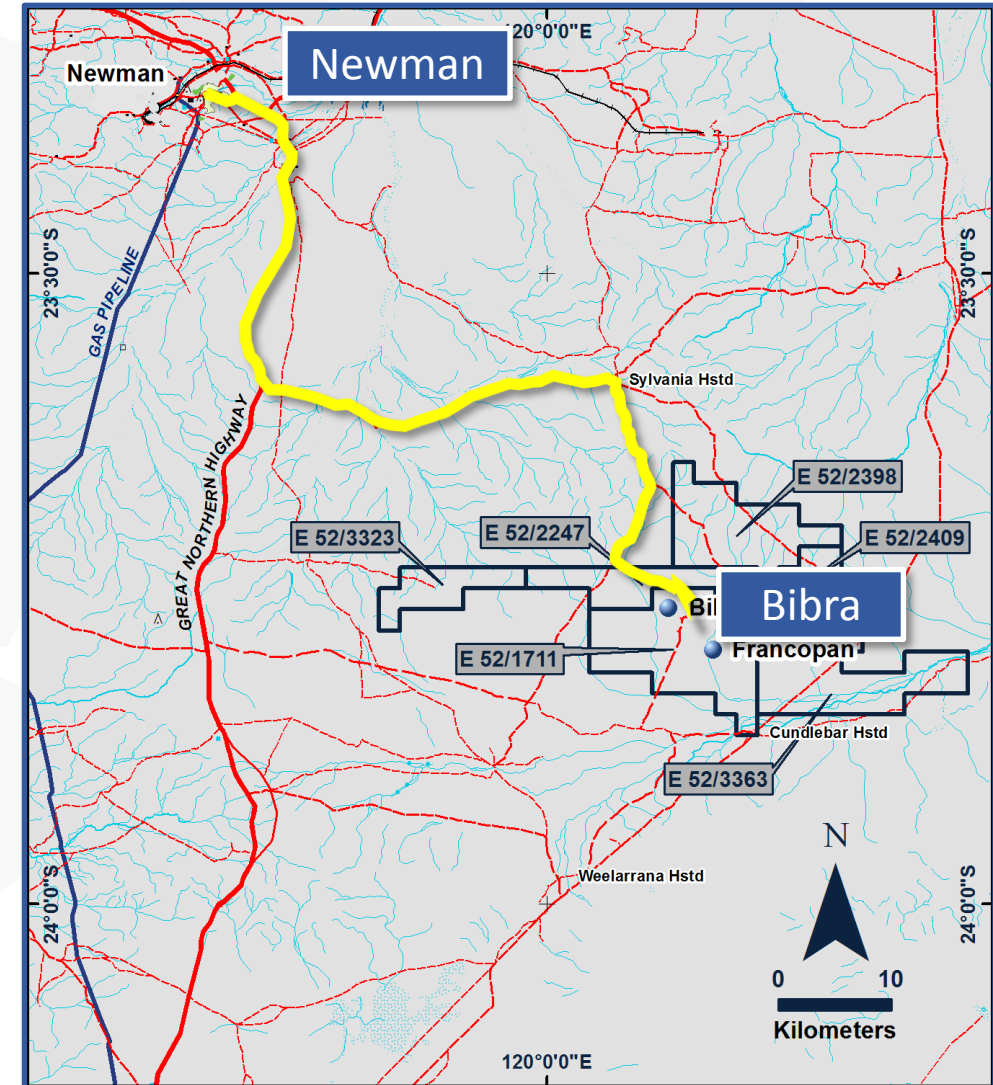 20°0'0"E
Newman
Newman
23°30'0"S
23°30'0"S
GAS PIPELINE
Sylvania Hstd
GREAT NORTHERN HIGHWAY
E 52/2398
E 52/3323
E 52/2247
E 52/2409
Bi
Bibra
Francopan
E 52/1711
Cundlebar Hstd
E 52/3363
N
Weelarrana Hstd
24°0'0"S
24°0'0"S
0 10
Kilometers
120°0'0"E